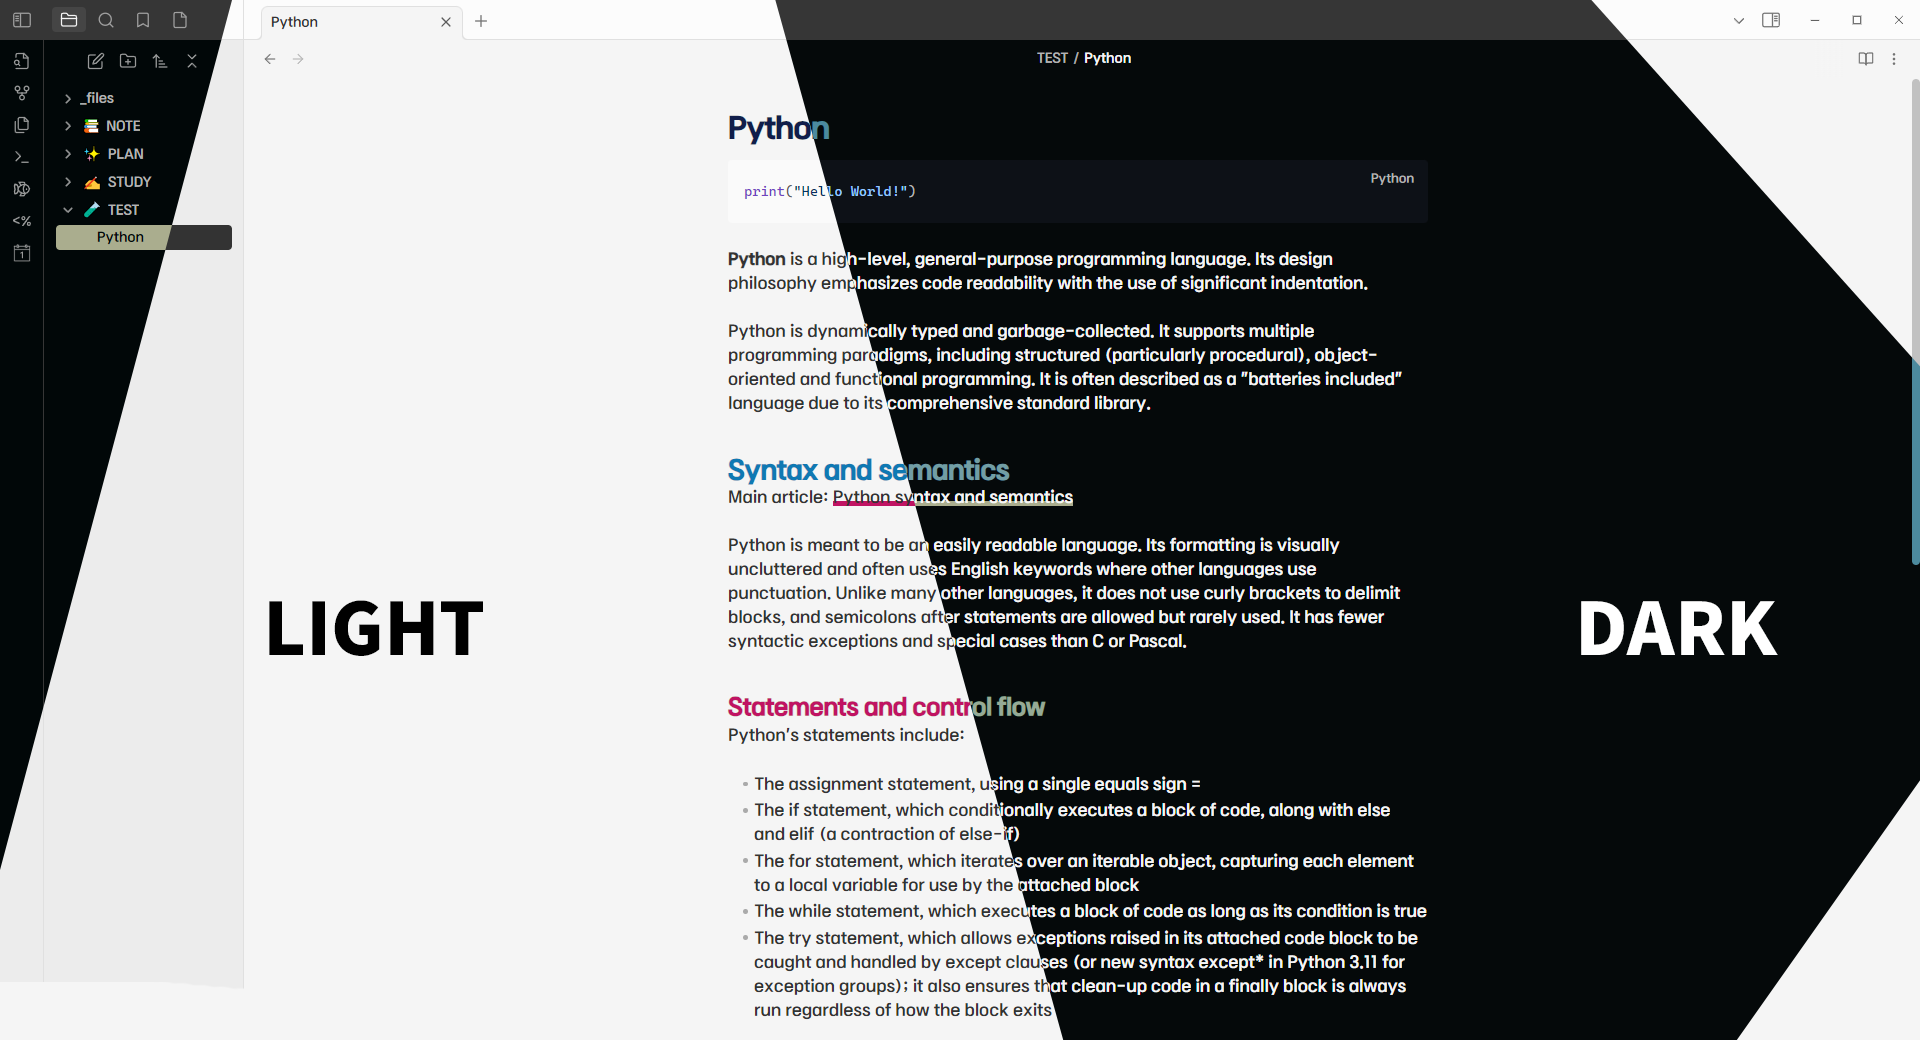 Python
TEST / Python
_files
NOTE
PLAN
STUDY
TEST
Python
<%
1
Python
Python
print("Hello World!")
Python is a high-level, general-purpose programming language. Its design
philosophy emphasizes code readability with the use of significant indentation.
Python is dynamically typed and garbage-collected. It supports multiple
programming paradigms, including structured (particularly procedural), object-
oriented and functional programming. It is often described as a "batteries included"
language due to its comprehensive standard library.
Syntax and semantics
Main article: Python syntax and semantics
Python is meant to be an easily readable language. Its formatting is visually
uncluttered and often uses English keywords where other languages use
punctuation. Unlike many other languages, it does not use curly brackets to delimit
blocks, and semicolons after statements are allowed but rarely used. It has fewer
syntactic exceptions and special cases than C or Pascal.
LIGHT
DARK
Statements and control flow
Python's statements include:
The assignment statement, using a single equals sign =
The if statement, which conditionally executes a block of code, along with else
and elif (a contraction of else-if)
The for statement, which iterates over an iterable object, capturing each element
to a local variable for use by the attached block
The while statement, which executes a block of code as long as its condition is true
The try statement, which allows exceptions raised in its attached code block to be
caught and handled by except clauses (or new syntax except* in Python 3.11 for
exception groups); it also ensures that clean-up code in a finally block is always
run regardless of how the block exits